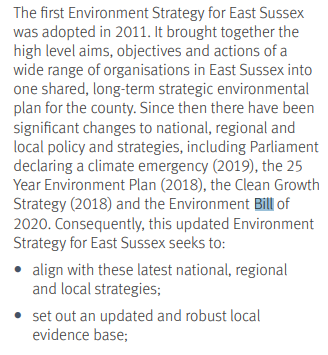 The first Environment Strategy for East Sussex
was adopted in 2011. It brought together the
high level aims, objectives and actions of a
wide range of organisations in East Sussex into
one shared, long-term strategic environmental
plan for the county. Since then there have been
significant changes to national, regional and
local policy and strategies, including Parliament
declaring a climate emergency (2019), the 25
Year Environment Plan (2018), the Clean Growth
Strategy (2018) and the Environment Bill of
2020. Consequently, this updated Environment
Strategy for East Sussex seeks to:
• align with these latest national, regional
and local strategies;
• set out an updated and robust local
evidence base;